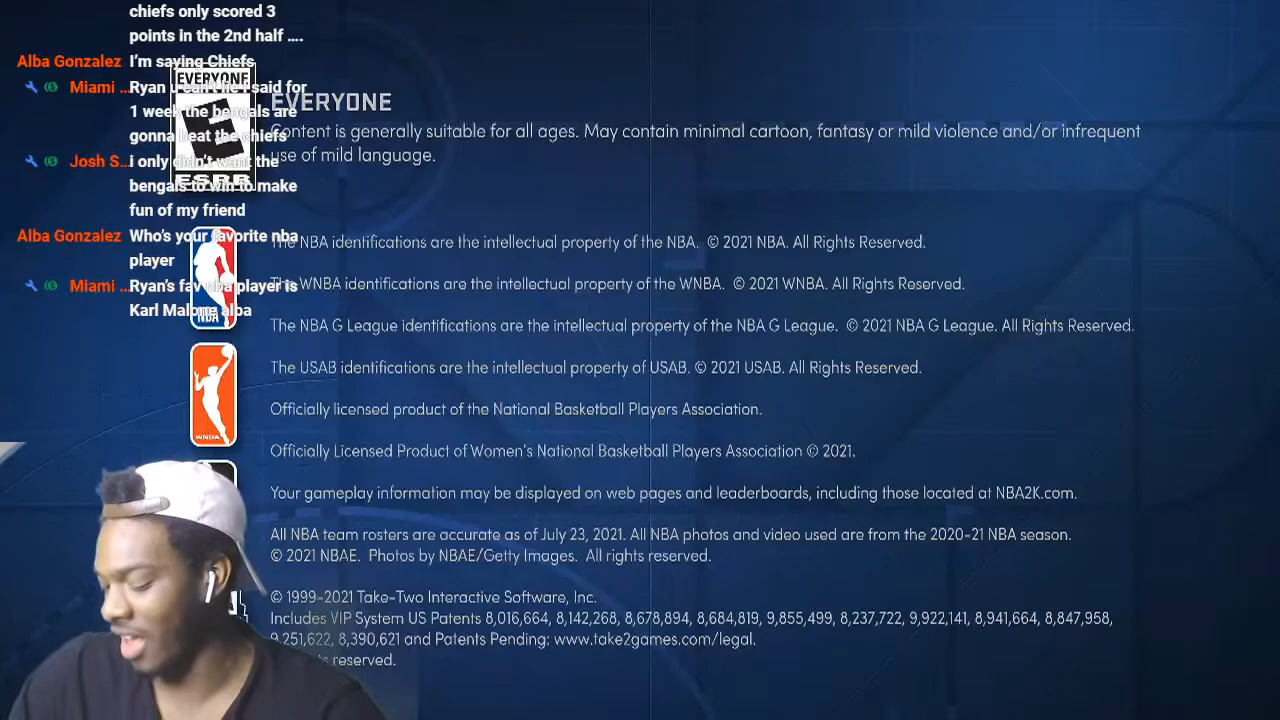 chiefs only scored 3
points in the 2nd half ....
Alba Gonzalez I'm saying Chiefs
Miami ... Ryan u can't lie I said for
1 week the bengals are
gonna beat the chiefs
Josh S... i only didn't want the
bengals to win to make
fun of my friend
Alba Gonzalez Who's your favorite nba
player
Miami ... Ryan's fav nba player is
Karl Malone alba
EVERYONE
E
ESRB
EVERYONE
Content is generally suitable for all ages. May contain minimal cartoon, fantasy or mild violence and/or infrequent
use of mild language.
NBA
The NBA identifications are the intellectual property of the NBA. © 2021 NBA. All Rights Reserved.
The WNBA identifications are the intellectual property of the WNBA. © 2021 WNBA. All Rights Reserved.
The NBA G League identifications are the intellectual property of the NBA G League. © 2021 NBA G League. All Rights Reserved.
WNBA
The USAB identifications are the intellectual property of USAB. © 2021 USAB. All Rights Reserved.
Officially licensed product of the National Basketball Players Association.
Officially Licensed Product of Women's National Basketball Players Association © 2021.
Your gameplay information may be displayed on web pages and leaderboards, including those located at NBA2K.com.
All NBA team rosters are accurate as of July 23, 2021. All NBA photos and video used are from the 2020-21 NBA season.
© 2021 NBAE. Photos by NBAE/Getty Images. All rights reserved.
© 1999-2021 Take-Two Interactive Software, Inc.
Includes VIP System US Patents 8,016,664, 8,142,268, 8,678,894, 8,684,819, 9,855,499, 8,237,722, 9,922,141, 8,941,664, 8,847,958,
9,251,622, 8,390,621 and Patents Pending: www.take2games.com/legal.
reserved.